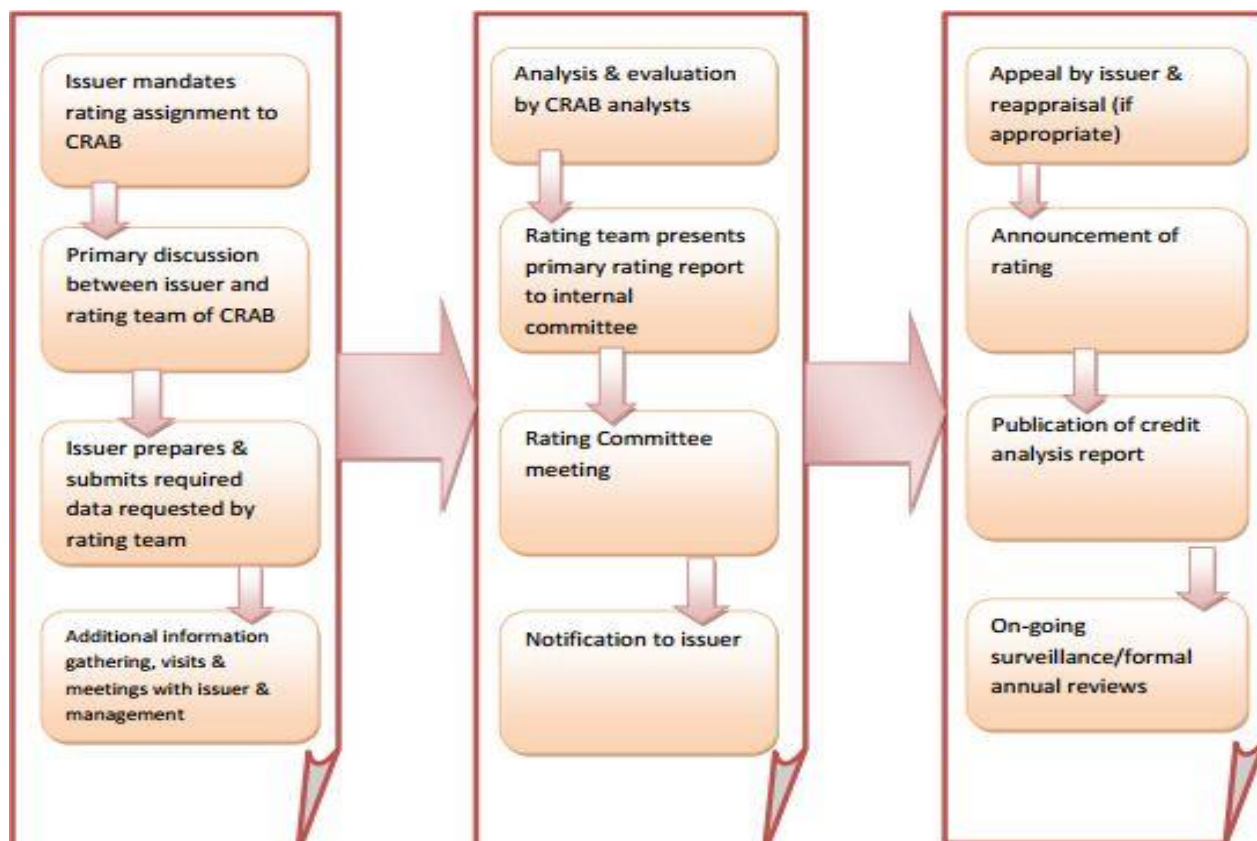 Issuer mandates
rating assignment to
CRAB
Primary discussion
between issuer and
rating team of CRAB
Issuer prepares &
submits required
data requested by
rating team
Additional information
gathering, visits &
meetings with issuer &
management
Analysis & evaluation
by CRAB analysts
Rating team presents
primary rating report
to internal
committee
Rating Committee
meeting
Notification to issuer
Appeal by issuer &
reappraisal (if
appropriate)
Announcement of
rating
Publication of credit
analysis report
On-going
surveillance/formal
annual reviews